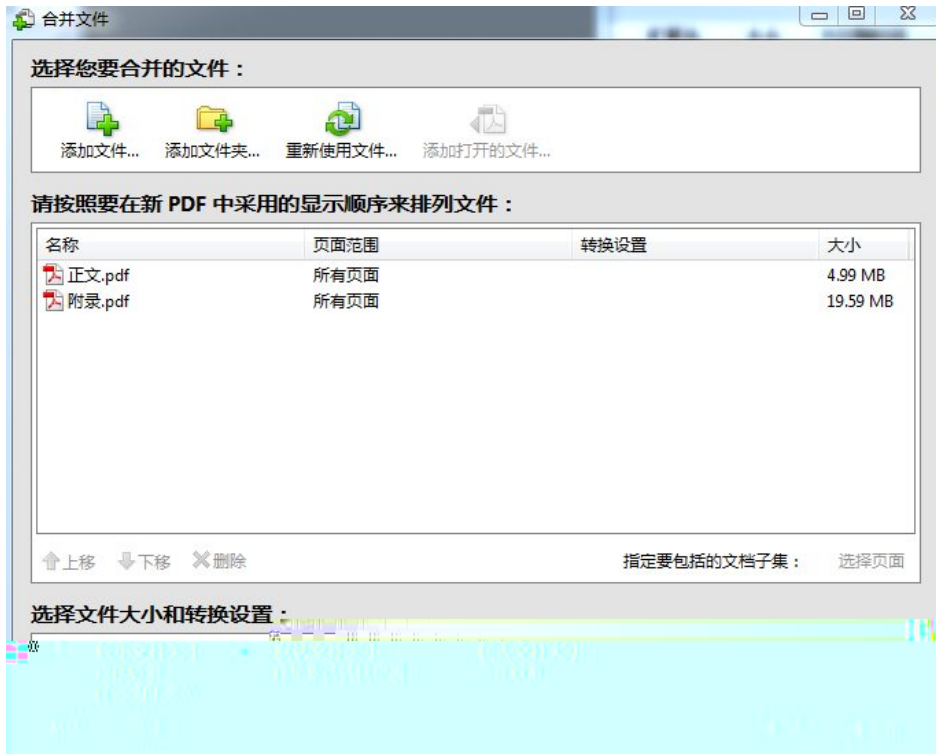 合并文件
选择您要合并的文件：
添加文件... 添加文件夹... 重新使用文件... 添加打开的文件...
请按照要在新 PDF 中采用的显示顺序来排列文件：
名称 页面范围 转换设置 大小
正文.pdf 所有页面 4.99 MB
附录.pdf 所有页面 19.59 MB
上移 下移 删除 指定要包括的文档子集： 选择页面
选择文件大小和转换设置：